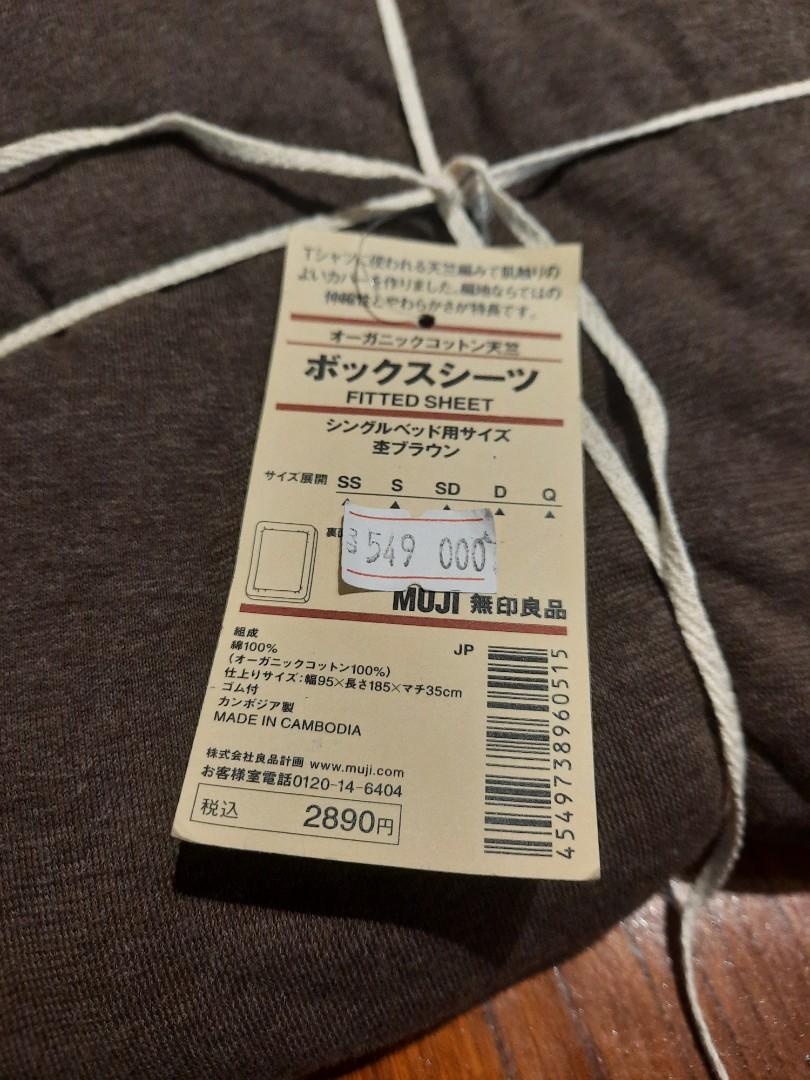 Tシャツに使われる天竺編みで肌触りの
よいカバーを作りました。編地ならではの
伸縮性とやわらかさが特長です。
オーガニックコットン天竺
ボックスシーツ
FITTED SHEET
シングルベッド用サイズ
杢ブラウン
サイズ展開 SS S SD D Q
549 000
MUJI 無印良品
組成
綿100%
(オーガニックコットン100%)
仕上りサイズ:幅95×長さ185×マチ35cm
ゴム付
カンボジア製
MADE IN CAMBODIA
JP
株式会社良品計画 www.muji.com
お客様室電話0120-14-6404
税込 2890円
4549738960515